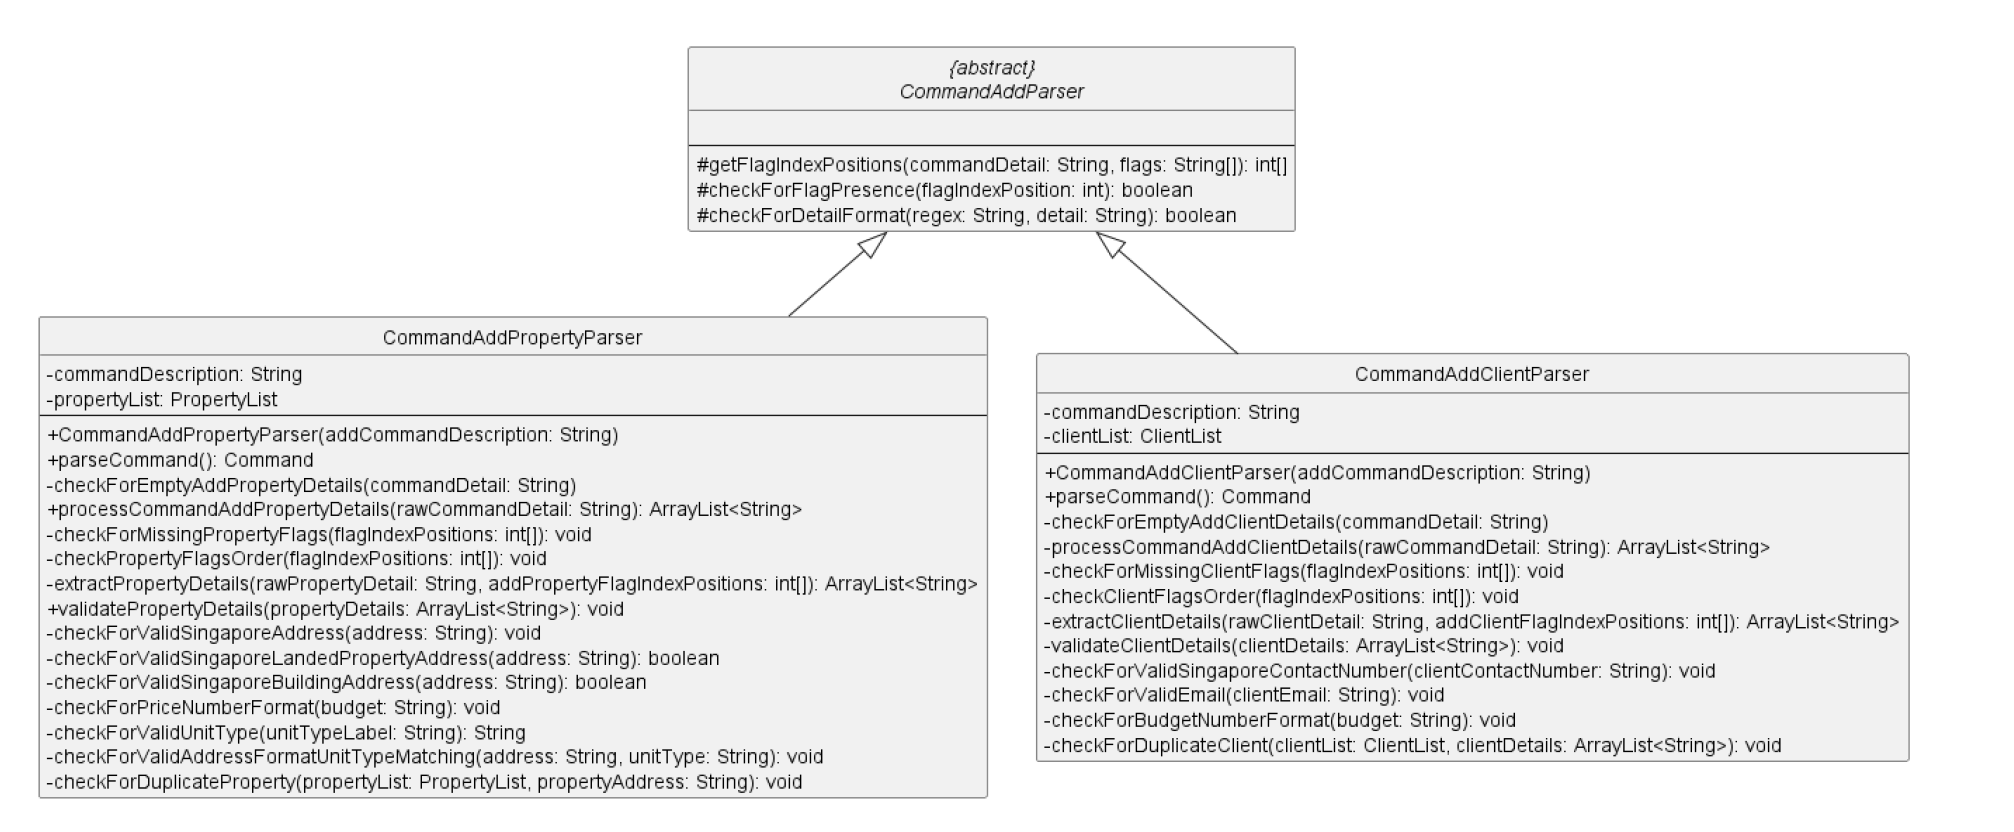 {abstract}
CommandAddParser
#getFlagIndexPositions(commandDetail: String, flags: String[]): int[]
#checkForFlagPresence(flagIndexPosition: int): boolean
#checkForDetailFormat(regex: String, detail: String): boolean
CommandAddPropertyParser
-commandDescription: String
-propertyList: PropertyList
+CommandAddPropertyParser(addCommandDescription: String)
+parseCommand(): Command
-checkForEmptyAddPropertyDetails(commandDetail: String)
+processCommandAddPropertyDetails(rawCommandDetail: String): ArrayList<String>
-checkForMissingPropertyFlags(flagIndexPositions: int[]): void
-checkPropertyFlagsOrder(flagIndexPositions: int[]): void
-extractPropertyDetails(rawPropertyDetail: String, addPropertyFlagIndexPositions: int[]): ArrayList<String>
+validatePropertyDetails(propertyDetails: ArrayList<String>): void
-checkForValidSingaporeAddress(address: String): void
-checkForValidSingaporeLandedPropertyAddress(address: String): boolean
-checkForValidSingaporeBuildingAddress(address: String): boolean
-checkForPriceNumberFormat(budget: String): void
-checkForValidUnitType(unitTypeLabel: String): String
-checkForValidAddressFormatUnitTypeMatching(address: String, unitType: String): void
-checkForDuplicateProperty(propertyList: PropertyList, propertyAddress: String): void
CommandAddClientParser
-commandDescription: String
-clientList: ClientList
+CommandAddClientParser(addCommandDescription: String)
+parseCommand(): Command
-checkForEmptyAddClientDetails(commandDetail: String)
-processCommandAddClientDetails(rawCommandDetail: String): ArrayList<String>
-checkForMissingClientFlags(flagIndexPositions: int[]): void
-checkClientFlagsOrder(flagIndexPositions: int[]): void
-extractClientDetails(rawClientDetail: String, addClientFlagIndexPositions: int[]): ArrayList<String>
-validateClientDetails(clientDetails: ArrayList<String>): void
-checkForValidSingaporeContactNumber(clientContactNumber: String): void
-checkForValidEmail(clientEmail: String): void
-checkForBudgetNumberFormat(budget: String): void
-checkForDuplicateClient(clientList: ClientList, clientDetails: ArrayList<String>): void